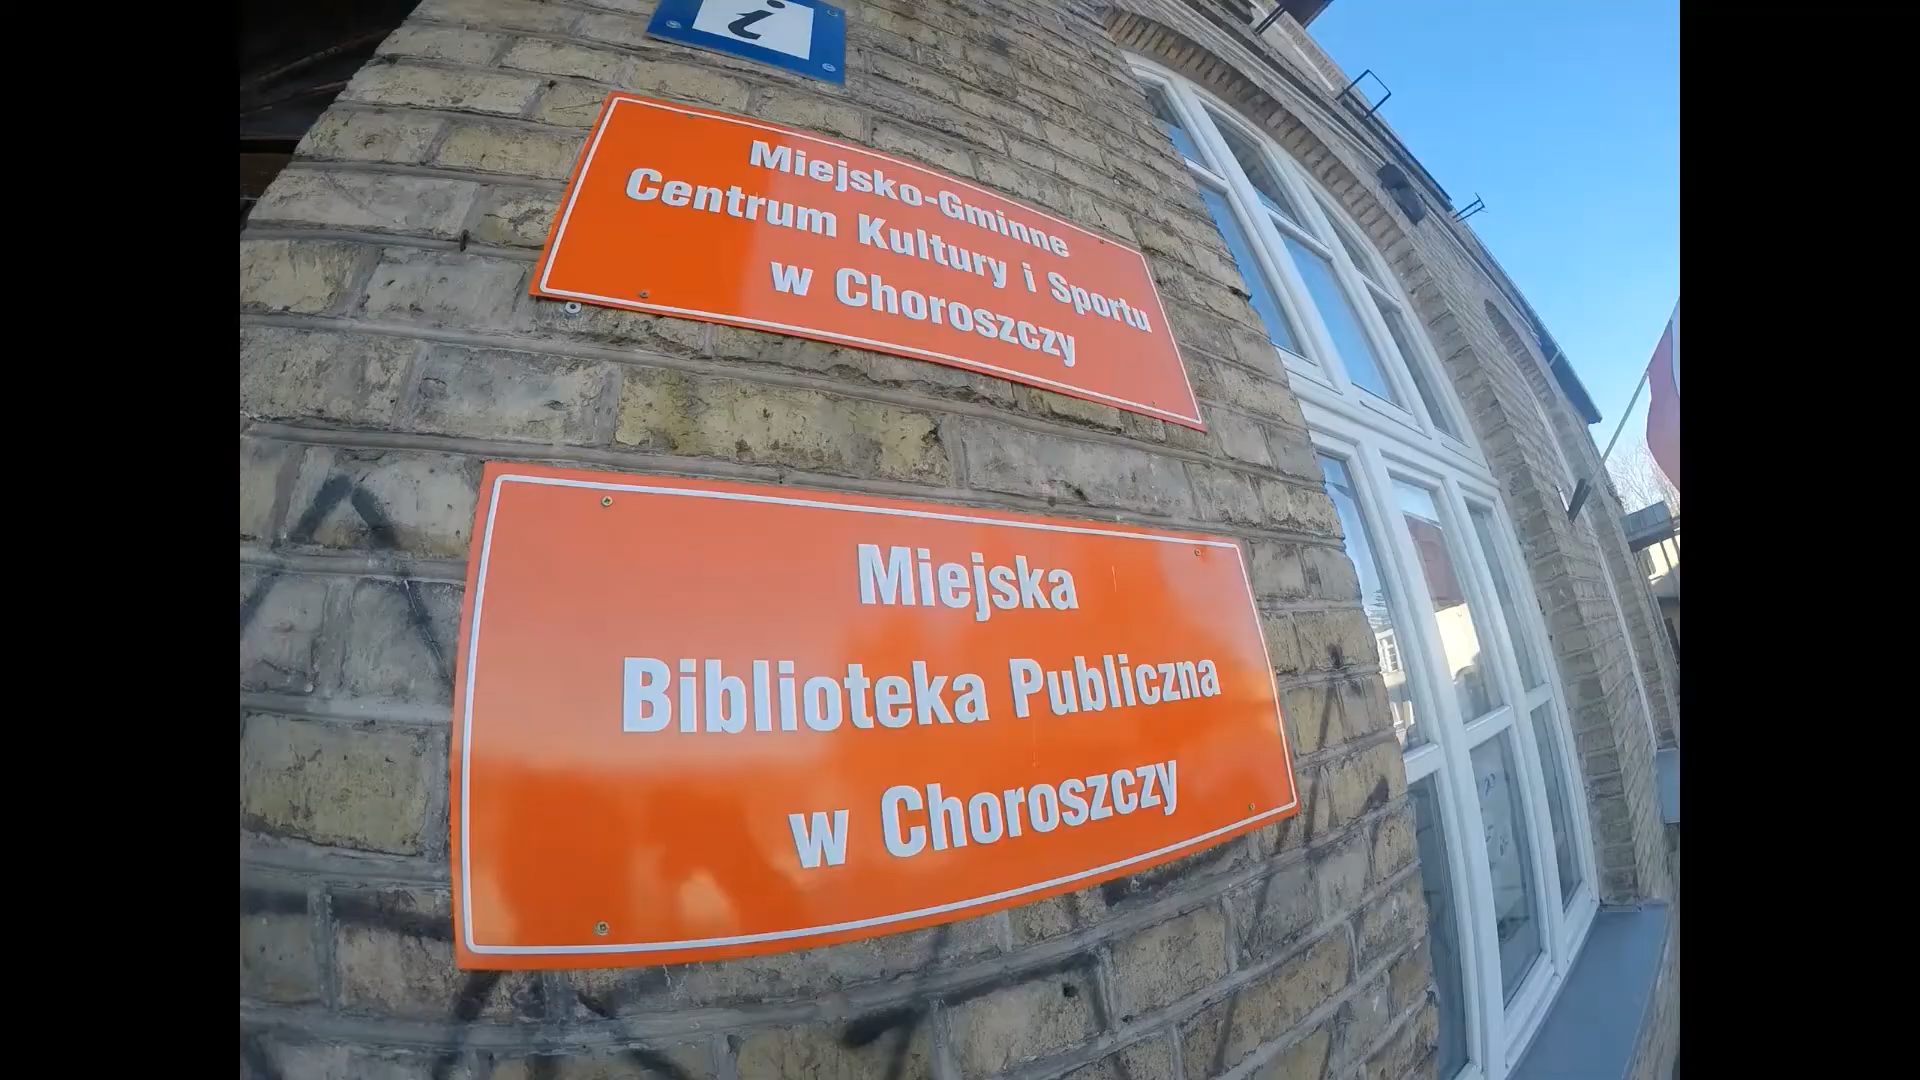 i
Miejsko-Gminne
Centrum Kultury i Sportu
w Choroszczy
Miejska
Biblioteka Publiczna
w Choroszczy